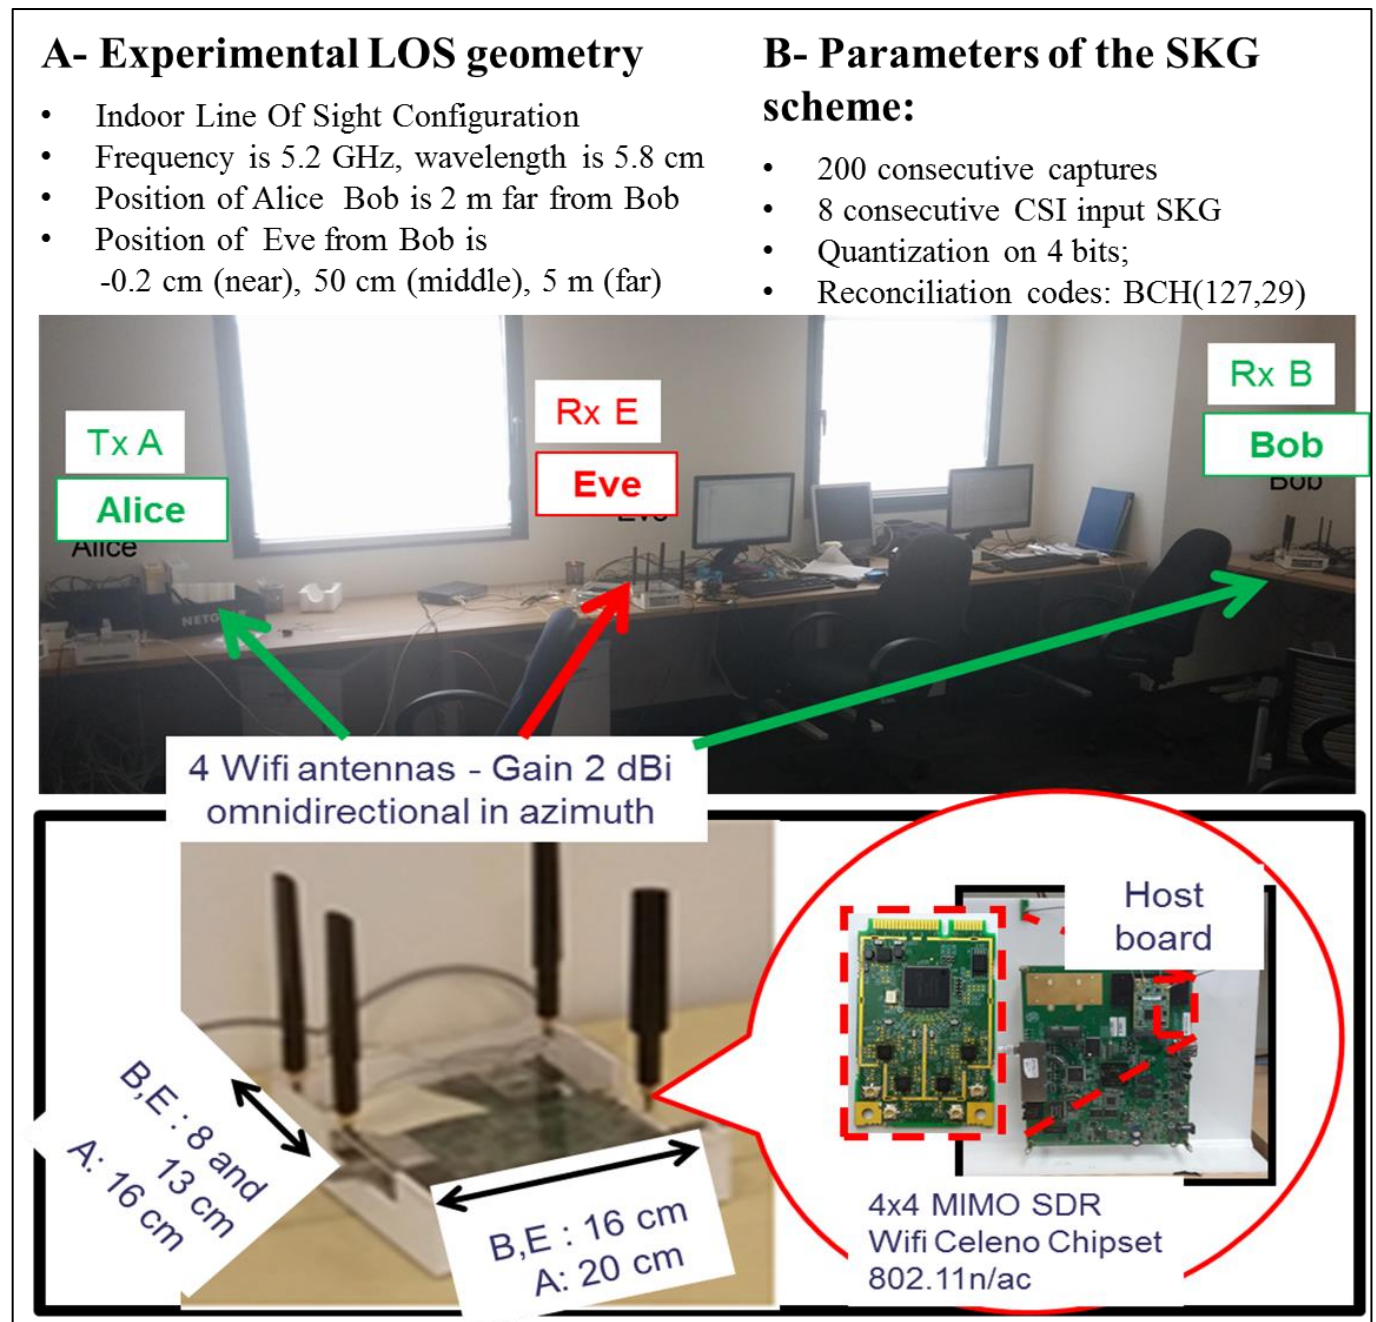 A- Experimental LOS geometry
• Indoor Line Of Sight Configuration
• Frequency is 5.2 GHz, wavelength is 5.8 cm
• Position of Alice Bob is 2 m far from Bob
• Position of Eve from Bob is
-0.2 cm (near), 50 cm (middle), 5 m (far)
B- Parameters of the SKG
scheme:
• 200 consecutive captures
• 8 consecutive CSI input SKG
• Quantization on 4 bits;
• Reconciliation codes: BCH(127,29)
Tx A
Alice
Alice
Rx E
Eve
Eve
Rx B
Bob
Bob
NETG
4 Wifi antennas - Gain 2 dBi
omnidirectional in azimuth
B,E : 8 and
13 cm
A: 16 cm
B,E : 16 cm
A: 20 cm
Host
board
4x4 MIMO SDR
Wifi Celeno Chipset
802.11n/ac